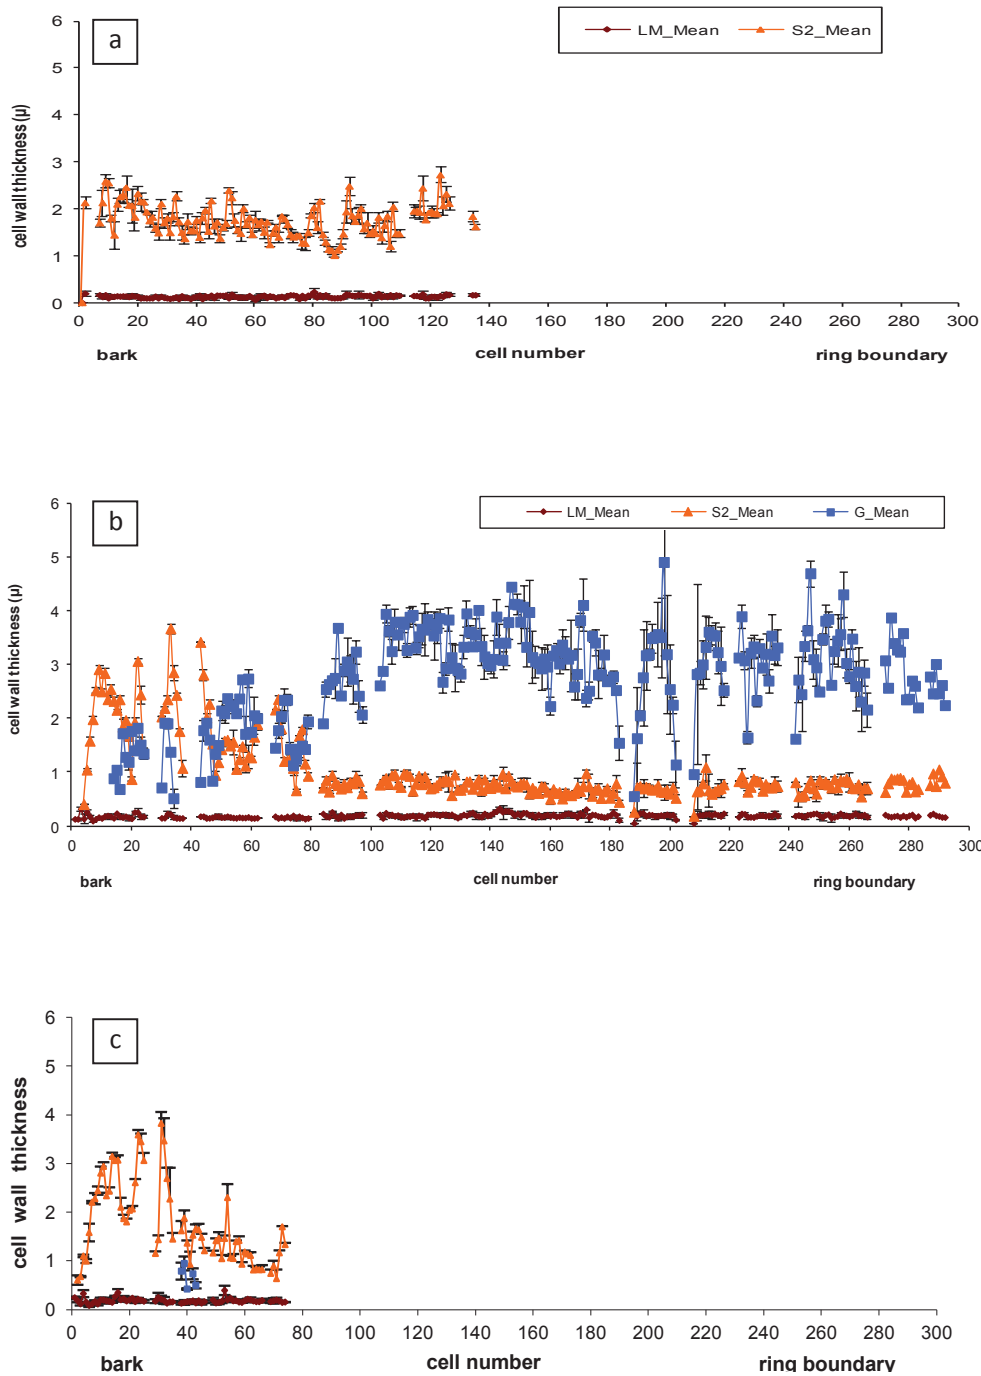 a
LM_Mean S2_Mean
cell wall thickness (µ)
6
5
4
3
2
1
0
0 20 40 60 80 100 120 140 160 180 200 220 240 260 280 300
bark cell number ring boundary
b
LM_Mean S2_Mean G_Mean
cell wall thickness (µ)
6
5
4
3
2
1
0
0 20 40 60 80 100 120 140 160 180 200 220 240 260 280 300
bark cell number ring boundary
c
cell wall thickness
6
5
4
3
2
1
0
0 20 40 60 80 100 120 140 160 180 200 220 240 260 280 300
bark cell number ring boundary